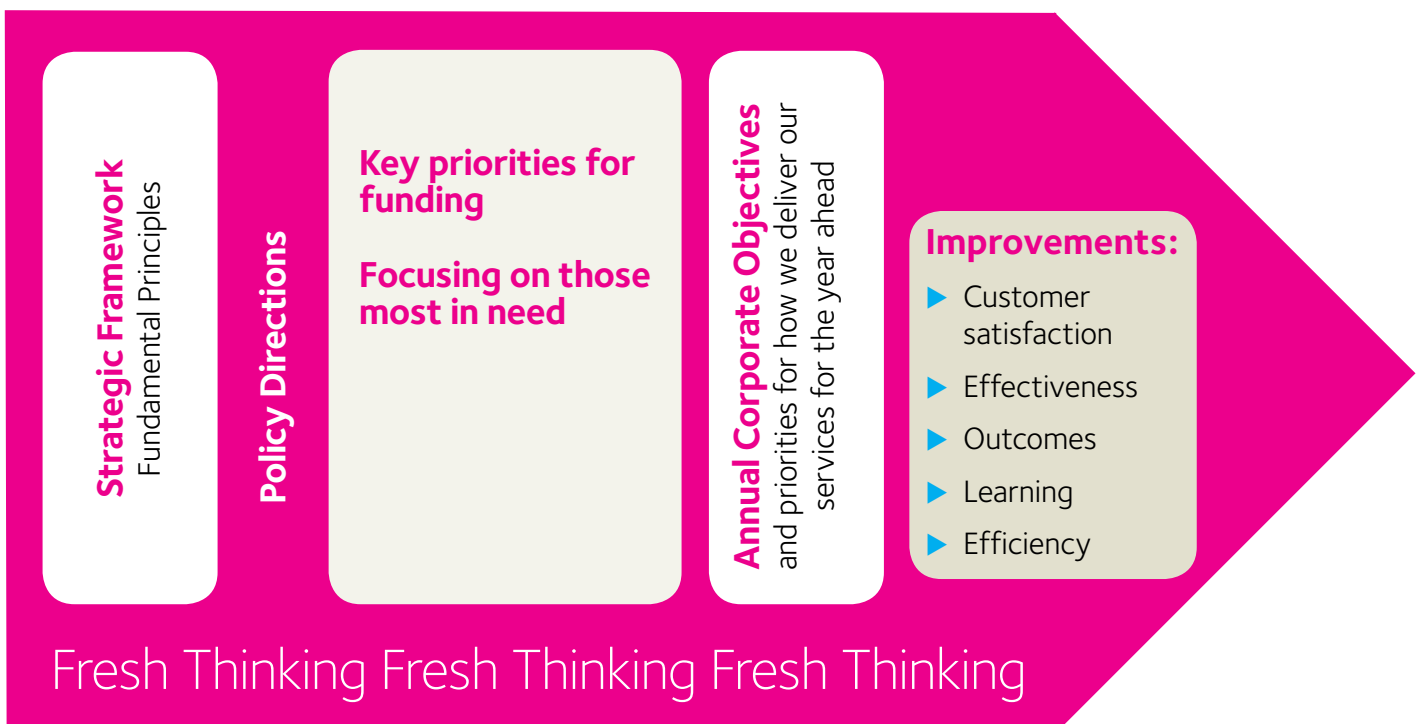 Strategic Framework
Fundamental Principles
Policy Directions
Key priorities for
funding
Focusing on those
most in need
Annual Corporate Objectives
and priorities for how we deliver our
services for the year ahead
Improvements:
Customer
satisfaction
Effectiveness
Outcomes
Learning
Efficiency
Fresh Thinking Fresh Thinking Fresh Thinking